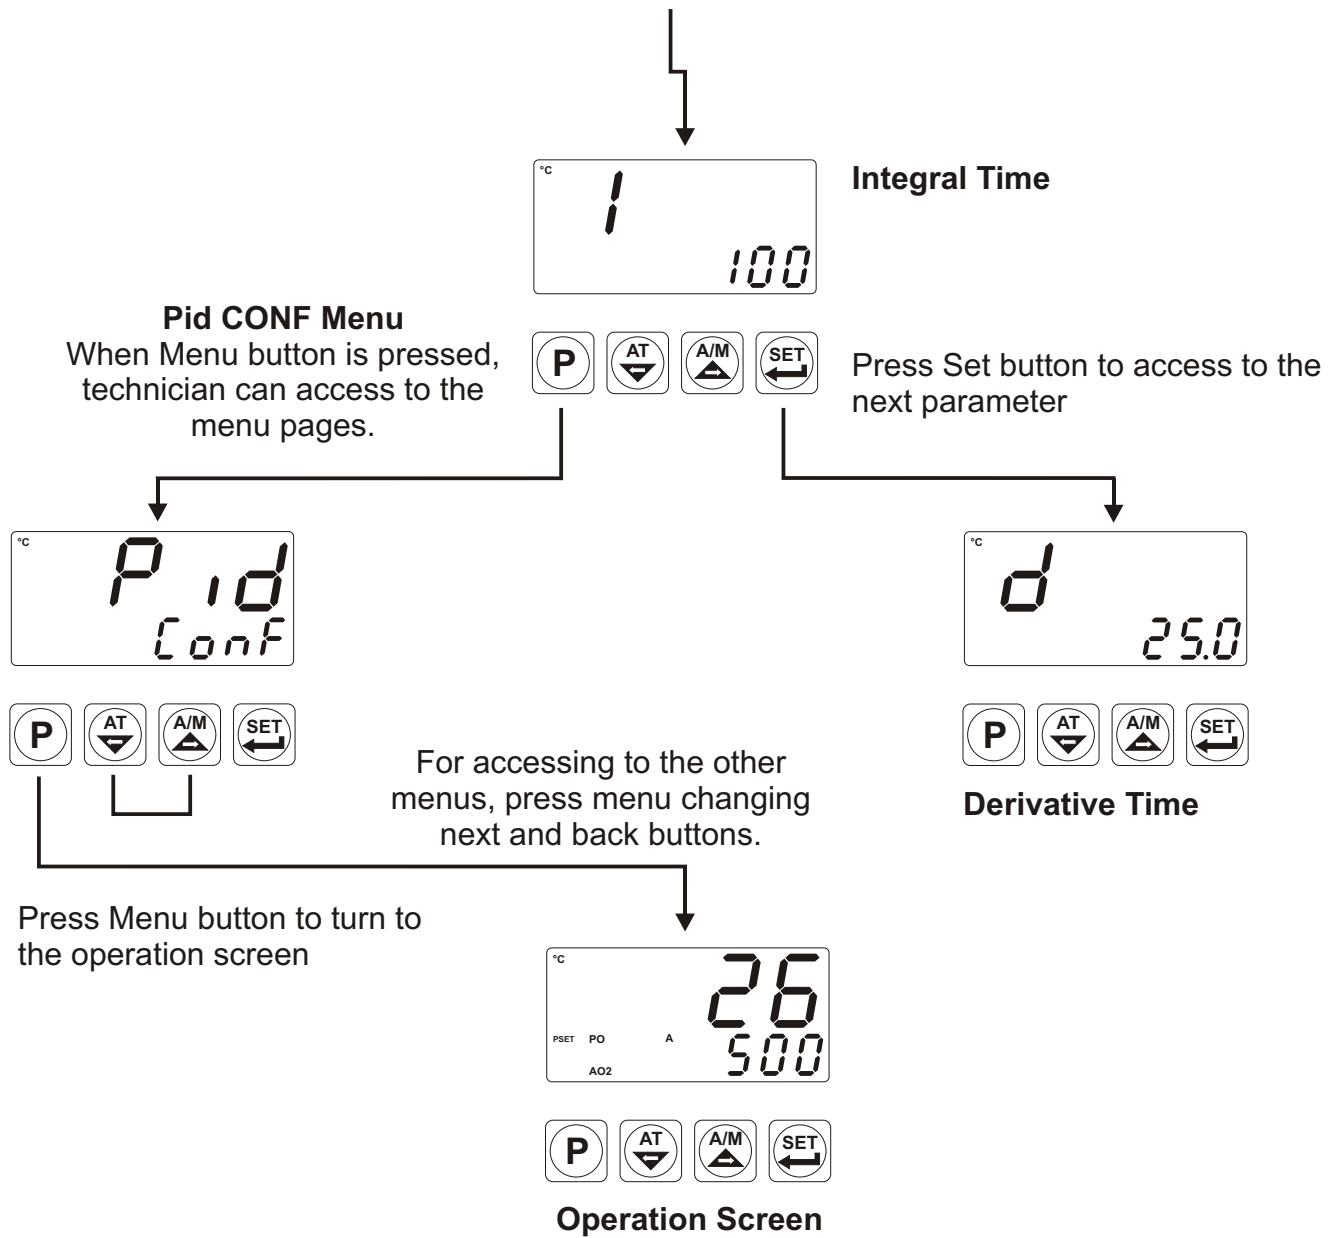 °C
I
100
Integral Time
Pid CONF Menu
When Menu button is pressed,
technician can access to the
menu pages.
P AT A/M SET
Press Set button to access to the
next parameter
°C
Pid
ConF
P AT A/M SET
°C
d
25.0
P AT A/M SET
Derivative Time
For accessing to the other
menus, press menu changing
next and back buttons.
Press Menu button to turn to
the operation screen
°C
26
PSET PO A 500
AO2
P AT A/M SET
Operation Screen